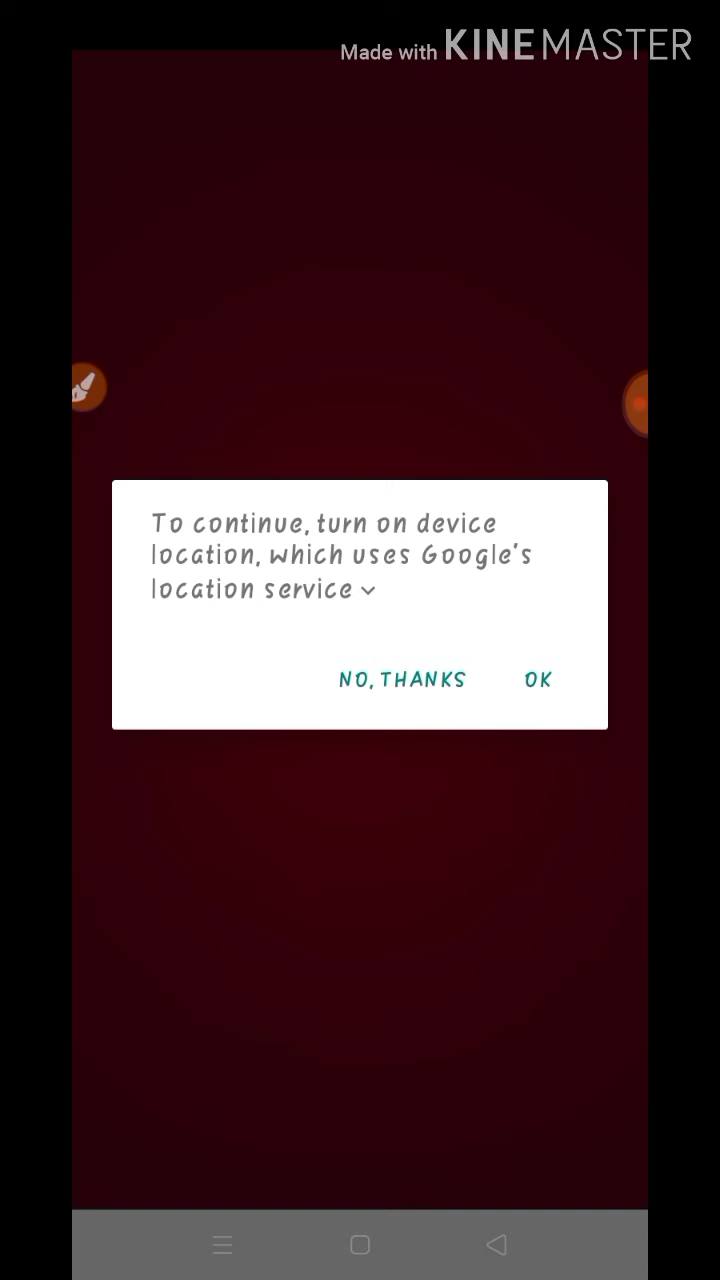 Made with KINEMASTER
To continue, turn on device
location, which uses Google's
location service
NO, THANKS OK